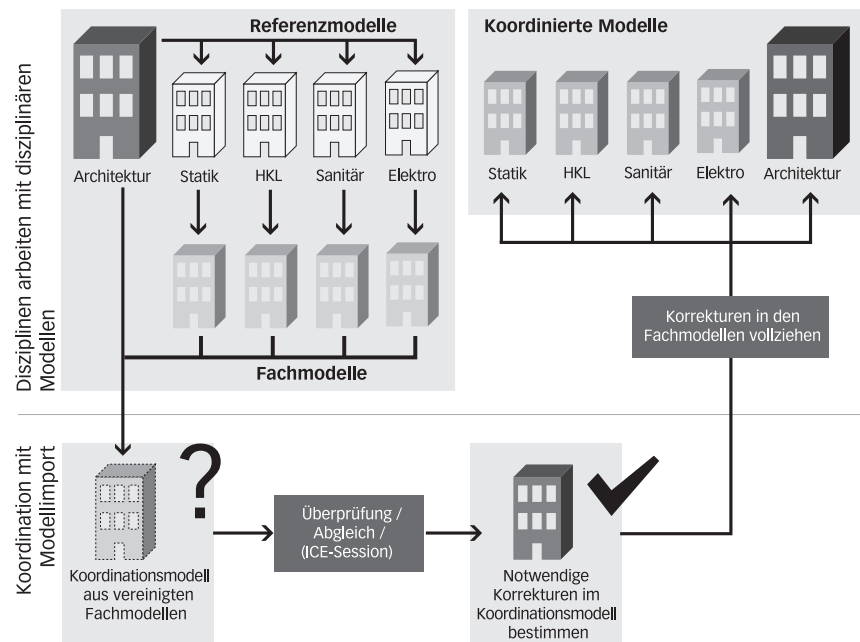 Disziplinen arbeiten mit disziplinären
Modellen
Referenzmodelle
Architektur
Statik
HKL
Sanitär
Elektro
Fachmodelle
Koordinierte Modelle
Statik
HKL
Sanitär
Elektro
Architektur
Korrekturen in den
Fachmodellen vollziehen
Koordination mit
Modellimport
?
Koordinationsmodell
aus vereinigten
Fachmodellen
Überprüfung /
Abgleich /
(ICE-Session)
Notwendige
Korrekturen im
Koordinationsmodell
bestimmen